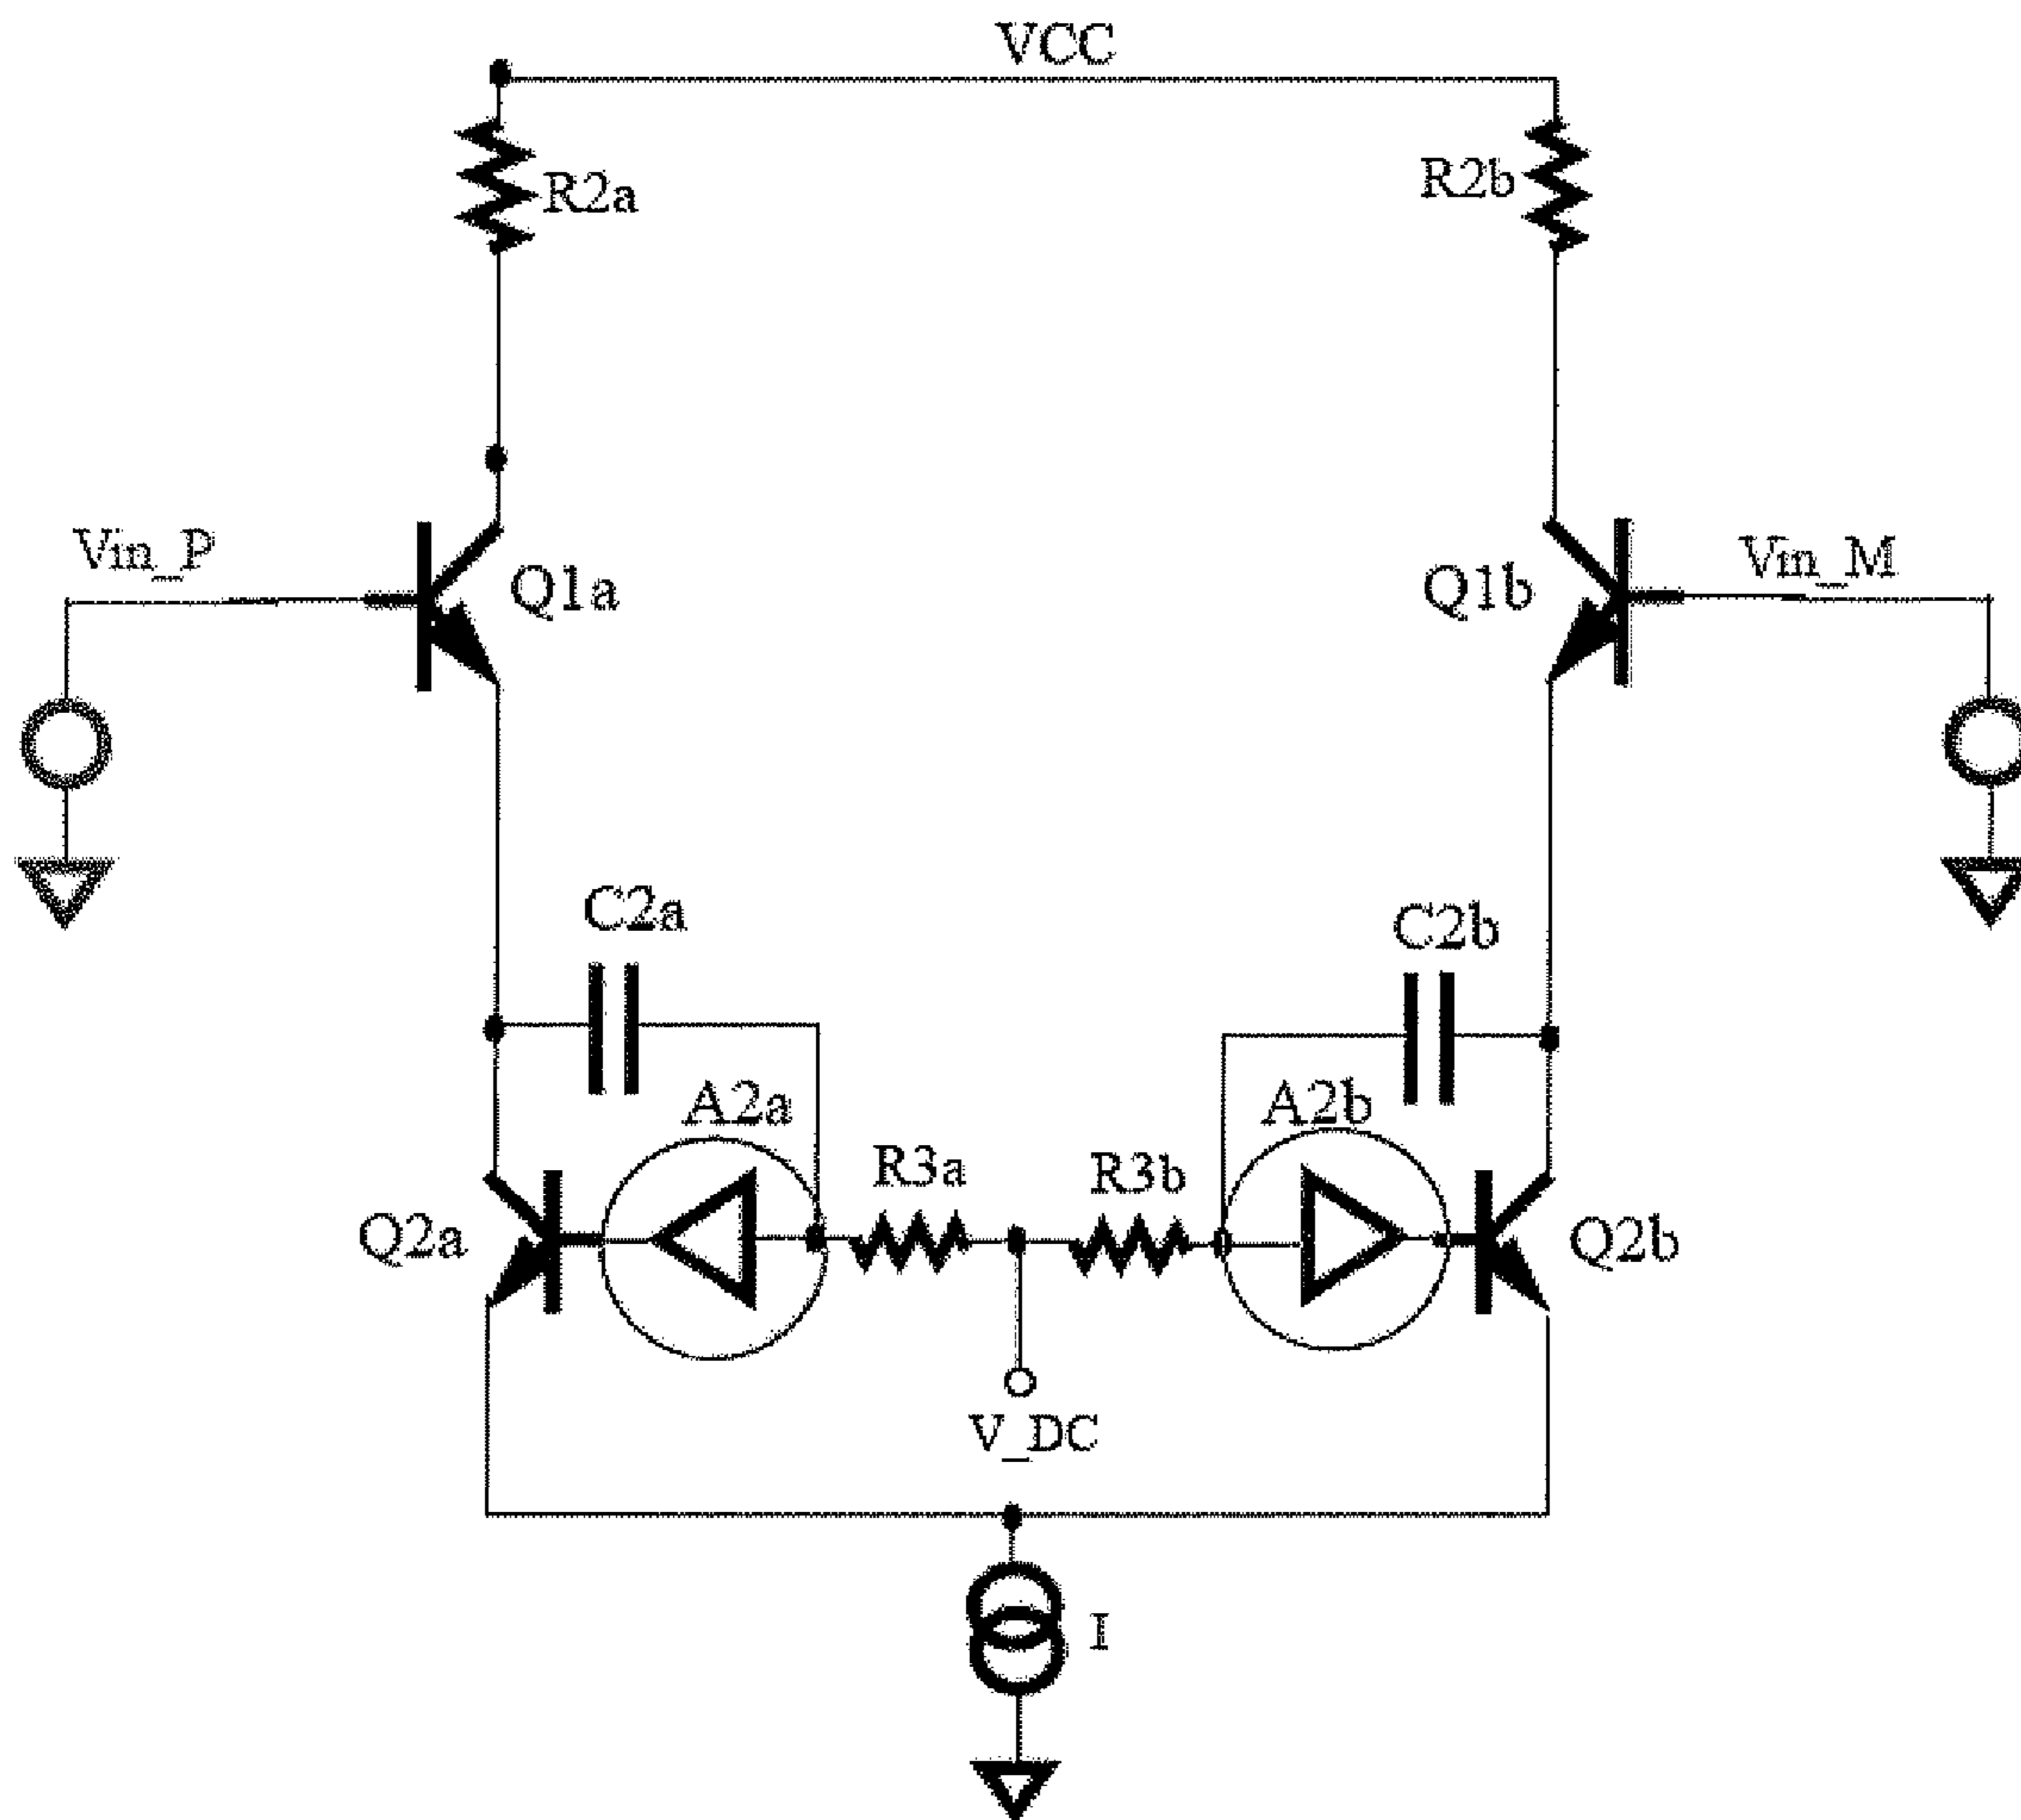 VCC
R2a
R2b
Vin_P
Q1a
Q1b
Vin_M
C2a
C2b
A2a
A2b
R3a
R3b
Q2a
Q2b
V_DC
I